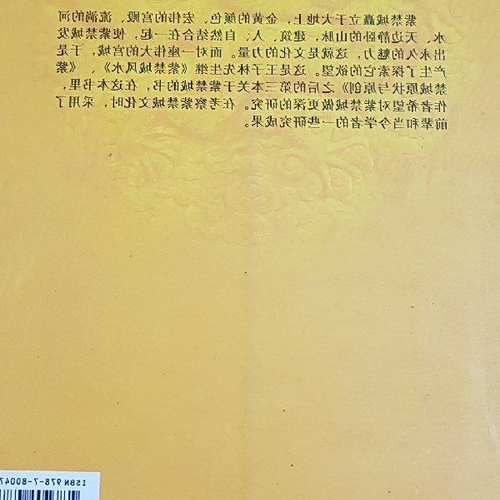 紫禁城矗立于大地上，金黄的颜色、宏伟的宫殿、流淌的河
水、天边静卧的山脉，建筑、人、自然结合在一起，使紫禁城发
出永久的魅力，这就是文化的力量。面对一座伟大的宫城，于是
产生了探索它的欲望。这是王子林先生继《紫禁城风水》、《紫
禁城原状与原创》之后的第三本关于紫禁城的书，在这本书里，
作者希望对紫禁城做更深的研究。在考察紫禁城文化时，采用了
前辈和当今学者的一些研究成果。
ISBN 978-7-80047